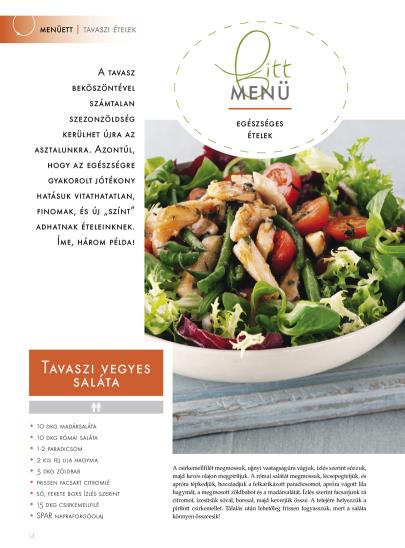 MENÜETT | TAVASZI ÉTELEK
Fitt
MENÜ
EGÉSZSÉGES
ÉTELEK
A TAVASZ
BEKÖSZÖNTÉVEL
SZÁMTALAN
SZEZONZÖLDSÉG
KERÜLHET ÚJRA AZ
ASZTALUNKRA. AZONTÚL,
HOGY AZ EGÉSZSÉGRE
GYAKOROLT JÓTÉKONY
HATÁSUK VITATHATATLAN,
FINOMAK, ÉS ÚJ „SZÍNT"
ADHATNAK ÉTELEINKNEK.
ÍME, HÁROM PÉLDA!
TAVASZI VEGYES
SALÁTA
• 10 DKG MADÁRSALÁTA
• 10 DKG RÓMAI SALÁTA
• 1-2 PARADICSOM
• 2 KIS FEJ LILA HAGYMA
• 5 DKG ZÖLDBAB
• FRISSEN FACSART CITROMLÉ
• SÓ, FEKETE BORS ÍZLÉS SZERINT
• 15 DKG CSIRKEMELLFILÉ
• SPAR NAPRAFORGÓOLAJ
A csirkemellfilét megmossuk, ujjnyi vastagságúra vágjuk, ízlés szerint sózzuk,
majd kevés olajon megpirítjuk. A római salátát megmossuk, lecsepegtetjük, és
apróra tépkedjük, hozzáadjuk a felkarikázott paradicsomot, apróra vágott lila
hagymát, a megmosott zöldbabot és a madársalátát. Ízlés szerint facsarjunk rá
citromot, ízesítsük sóval, borssal, majd keverjük össze. A tetejére helyezzük a
pirított csirkemellet. Tálalás után lehetőleg frissen fogyasszuk, mert a saláta
könnyen összeesik!
14